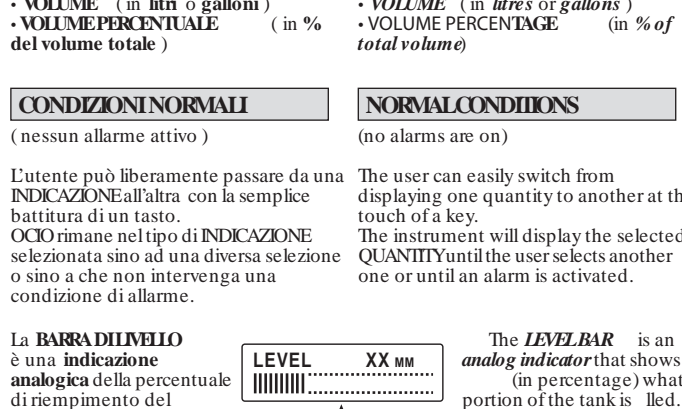 • VOLUME ( in litri o galloni )
• VOLUME PERCENTUALE ( in %
del volume totale )
CONDIZIONI NORMALI
( nessun allarme attivo )
L'utente può liberamente passare da una
INDICAZIONE all'altra con la semplice
battitura di un tasto.
OCIO rimane nel tipo di INDICAZIONE
selezionata sino ad una diversa selezione
o sino a che non intervenga una
condizione di allarme.
La BARRA DI LIVELLO
è una indicazione
analogica della percentuale
di riempimento del
LEVEL XX MM
• VOLUME ( in litres or gallons )
• VOLUME PERCENTAGE (in % of
total volume)
NORMAL CONDITIONS
(no alarms are on)
The user can easily switch from
displaying one quantity to another at th
touch of a key.
The instrument will display the selected
QUANTITY until the user selects another
one or until an alarm is activated.
The LEVEL BAR is an
analog indicator that shows
(in percentage) what
portion of the tank is lled.